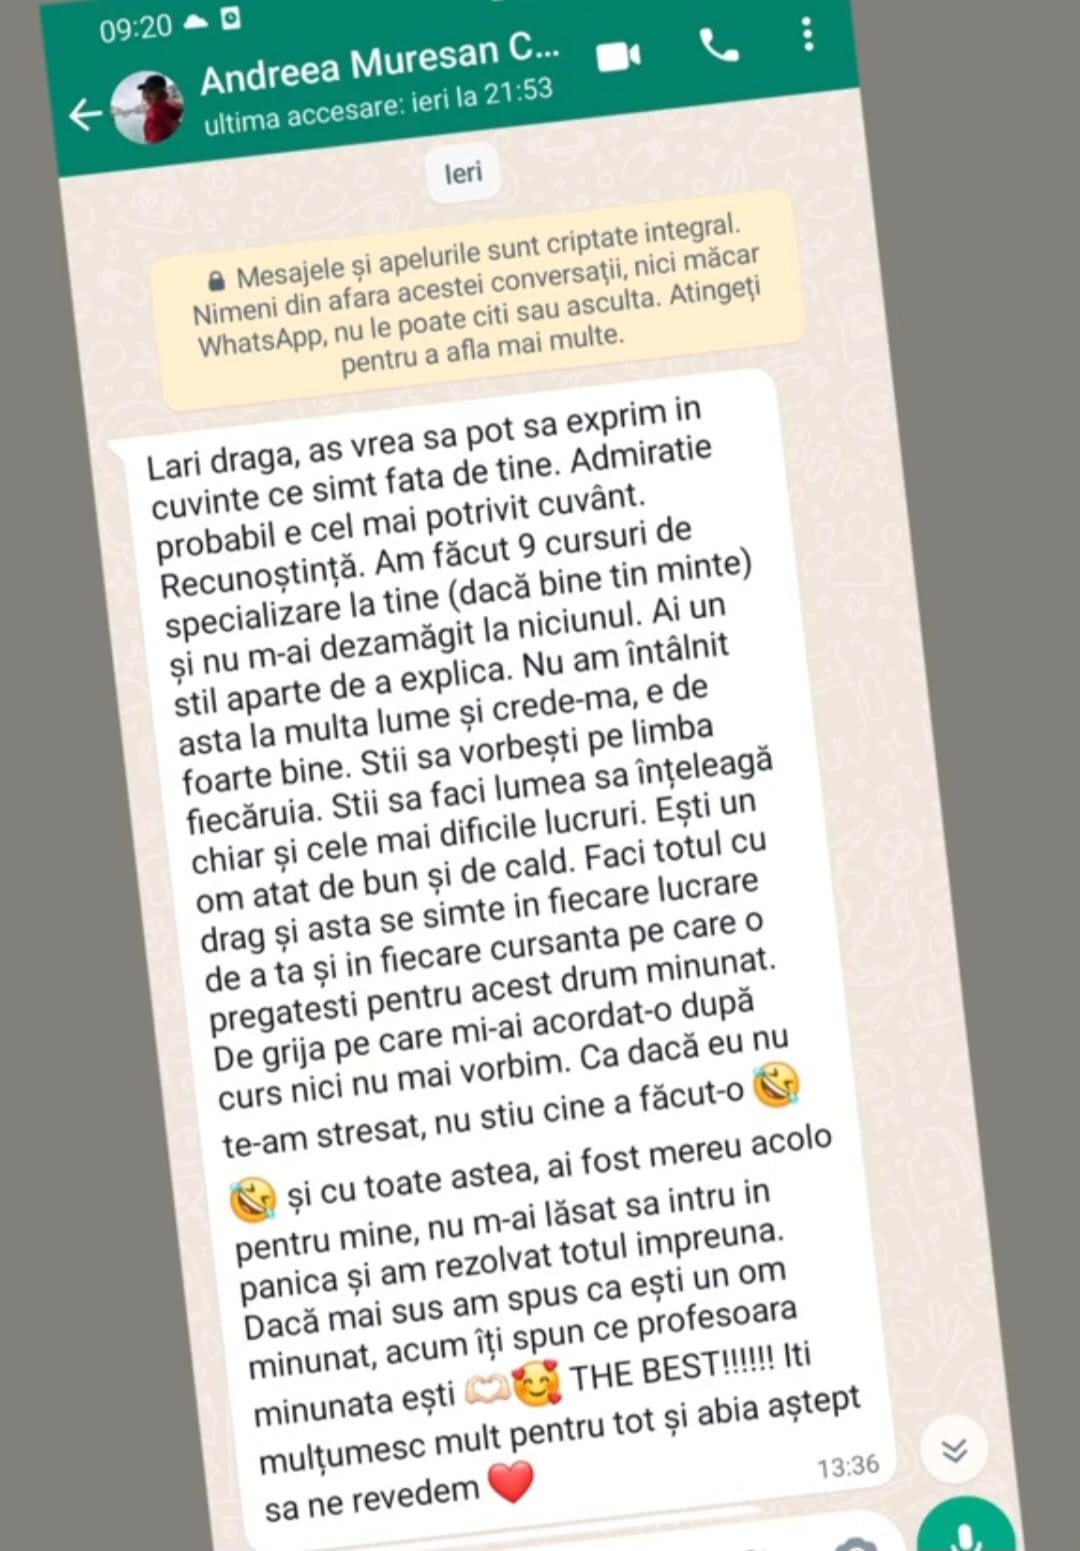 09:20
Andreea Muresan C...
ultima accesare: ieri la 21:53
Ieri
Mesajele și apelurile sunt criptate integral.
Nimeni din afara acestei conversații, nici măcar
WhatsApp, nu le poate citi sau asculta. Atingeți
pentru a afla mai multe.
Lari draga, as vrea sa pot sa exprim in
cuvinte ce simt fata de tine. Admiratie
probabil e cel mai potrivit cuvânt.
Recunoștință. Am făcut 9 cursuri de
specializare la tine (dacă bine tin minte)
și nu m-ai dezamăgit la niciunul. Ai un
stil aparte de a explica. Nu am întâlnit
asta la multa lume și crede-ma, e de
foarte bine. Stii sa vorbești pe limba
fiecăruia. Stii sa faci lumea sa înțeleagă
chiar și cele mai dificile lucruri. Ești un
om atat de bun și de cald. Faci totul cu
drag și asta se simte in fiecare lucrare
de a ta și in fiecare cursanta pe care o
pregatesti pentru acest drum minunat.
De grija pe care mi-ai acordat-o după
curs nici nu mai vorbim. Ca dacă eu nu
te-am stresat, nu stiu cine a făcut-o 🤣
🤣 și cu toate astea, ai fost mereu acolo
pentru mine, nu m-ai lăsat sa intru in
panica și am rezolvat totul impreuna.
Dacă mai sus am spus ca ești un om
minunat, acum îți spun ce profesoara
minunata ești 🫶🏻🥰 THE BEST!!!!!! Iti
mulțumesc mult pentru tot și abia aștept
sa ne revedem ❤️
13:36